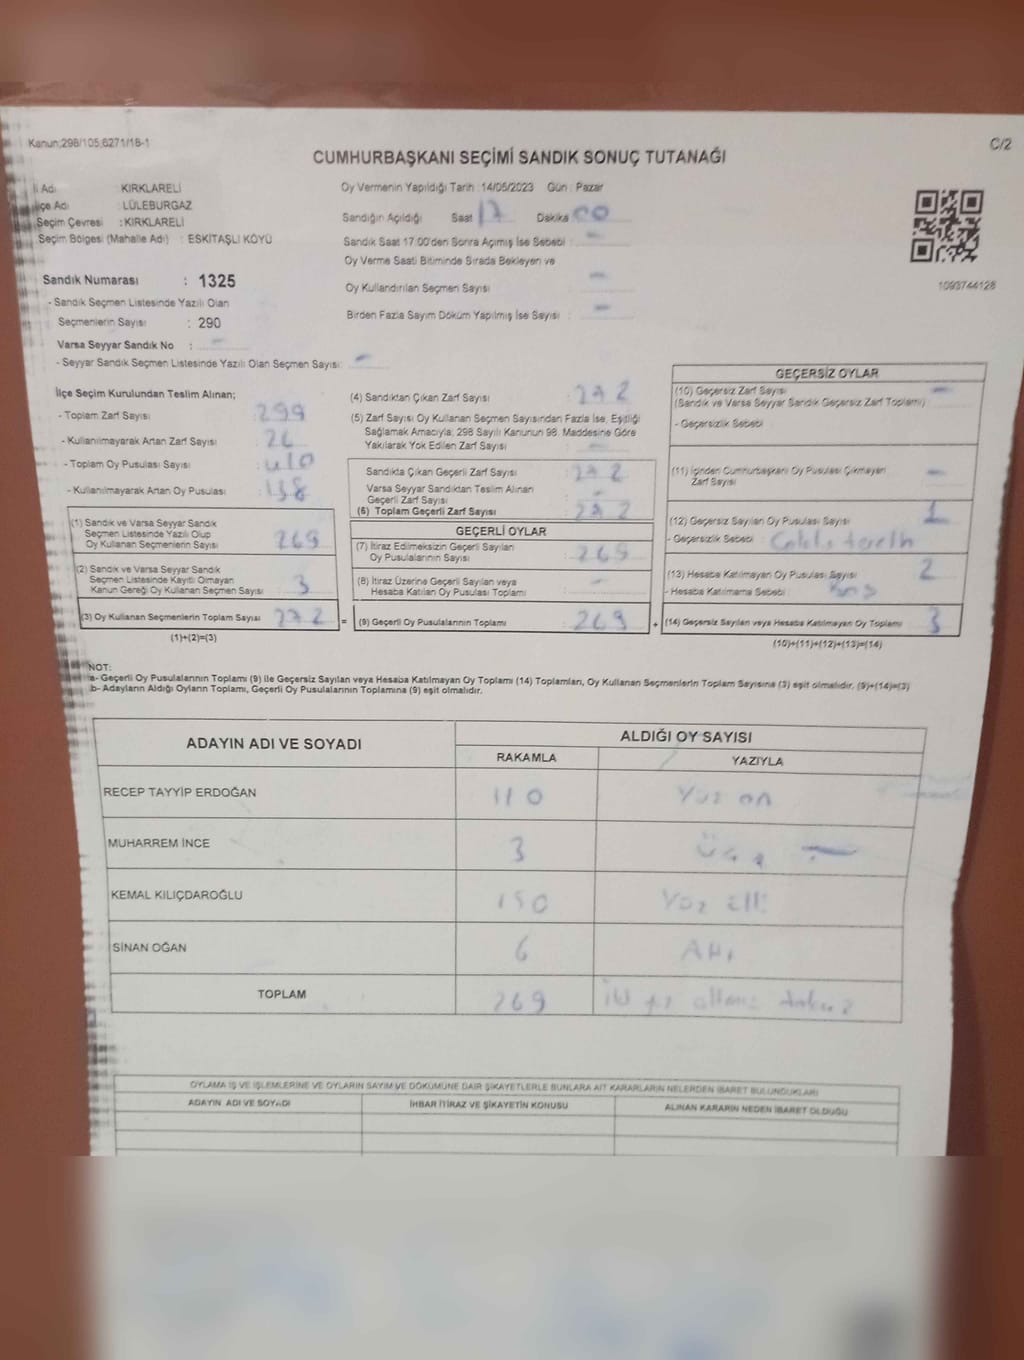 Kanun;298/105,6271/18-1
C/2
CUMHURBAŞKANI SEÇİMİ SANDIK SONUÇ TUTANAĞI
İl Adı KIRKLARELİ
İlçe Adı : LÜLEBURGAZ
Seçim Çevresi : KIRKLARELİ
Seçim Bölgesi (Mahalle Adı) : ESKİTAŞLI KÖYÜ
Oy Vermenin Yapıldığı Tarih : 14/05/2023 Gün : Pazar
Sandığın Açıldığı Saat 17 Dakika 00
Sandık Saat 17:00'den Sonra Açılmış İse Sebebi : -
Oy Verme Saati Bitiminde Sırada Bekleyen ve
Oy Kullandırılan Seçmen Sayısı -
Birden Fazla Sayım Döküm Yapılmış İse Sayısı : -
1093744128
Sandık Numarası : 1325
- Sandık Seçmen Listesinde Yazılı Olan
Seçmenlerin Sayısı : 290
Varsa Seyyar Sandık No : -
- Seyyar Sandık Seçmen Listesinde Yazılı Olan Seçmen Sayısı: -
İlçe Seçim Kurulundan Teslim Alınan;
- Toplam Zarf Sayısı : 299
- Kullanılmayarak Artan Zarf Sayısı : 26
- Toplam Oy Pusulası Sayısı : 410
- Kullanılmayarak Artan Oy Pusulası : 138
(1) Sandık ve Varsa Seyyar Sandık
Seçmen Listesinde Yazılı Olup
Oy Kullanan Seçmenlerin Sayısı : 269
(2) Sandık ve Varsa Seyyar Sandık
Seçmen Listesinde Kayıtlı Olmayan
Kanun Gereği Oy Kullanan Seçmen Sayısı : 3
(3) Oy Kullanan Seçmenlerin Toplam Sayısı : 272 =
(1)+(2)=(3)
(4) Sandıktan Çıkan Zarf Sayısı : 272
(5) Zarf Sayısı Oy Kullanan Seçmen Sayısından Fazla İse, Eşitliği
Sağlamak Amacıyla; 298 Sayılı Kanunun 98. Maddesine Göre
Yakılarak Yok Edilen Zarf Sayısı : -
Sandıkta Çıkan Geçerli Zarf Sayısı : 272
Varsa Seyyar Sandıktan Teslim Alınan
Geçerli Zarf Sayısı : -
(6) Toplam Geçerli Zarf Sayısı : 272
GEÇERLİ OYLAR
(7) İtiraz Edilmeksizin Geçerli Sayılan
Oy Pusulalarının Sayısı : 269
(8) İtiraz Üzerine Geçerli Sayılan veya
Hesaba Katılan Oy Pusulası Toplamı : -
(9) Geçerli Oy Pusulalarının Toplamı : 269 +
GEÇERSİZ OYLAR
(10) Geçersiz Zarf Sayısı : -
(Sandık ve Varsa Seyyar Sandık Geçersiz Zarf Toplamı)
- Geçersizlik Sebebi
(11) İçinden Cumhurbaşkanı Oy Pusulası Çıkmayan -
Zarf Sayısı
(12) Geçersiz Sayılan Oy Pusulası Sayısı : 1
- Geçersizlik Sebebi :
(13) Hesaba Katılmayan Oy Pusulası Sayısı : 2
- Hesaba Katılmama Sebebi : Boş
(14) Geçersiz Sayılan veya Hesaba Katılmayan Oy Toplamı : 3
(10)+(11)+(12)+(13)=(14)
NOT:
a- Geçerli Oy Pusulalarının Toplamı (9) ile Geçersiz Sayılan veya Hesaba Katılmayan Oy Toplamı (14) Toplamları, Oy Kullanan Seçmenlerin Toplam Sayısına (3) eşit olmalıdır. (9)+(14)=(3)
b- Adayların Aldığı Oyların Toplamı, Geçerli Oy Pusulalarının Toplamına (9) eşit olmalıdır.
ADAYIN ADI VE SOYADI ALDIĞI OY SAYISI
RAKAMLA YAZIYLA
RECEP TAYYİP ERDOĞAN 110 Yüz on
MUHARREM İNCE 3 Üç
KEMAL KILIÇDAROĞLU 150 Yüz elli
SİNAN OĞAN 6 Altı
TOPLAM 269 iki yüz altmış dokuz
OYLAMA İŞ VE İŞLEMLERİNE VE OYLARIN SAYIM VE DÖKÜMÜNE DAİR ŞİKAYETLERLE BUNLARA AİT KARARLARIN NELERDEN İBARET BULUNDUKLARI
ADAYIN ADI VE SOYADI İHBAR İTİRAZ VE ŞİKAYETİN KONUSU ALINAN KARARIN NEDEN İBARET OLDUĞU